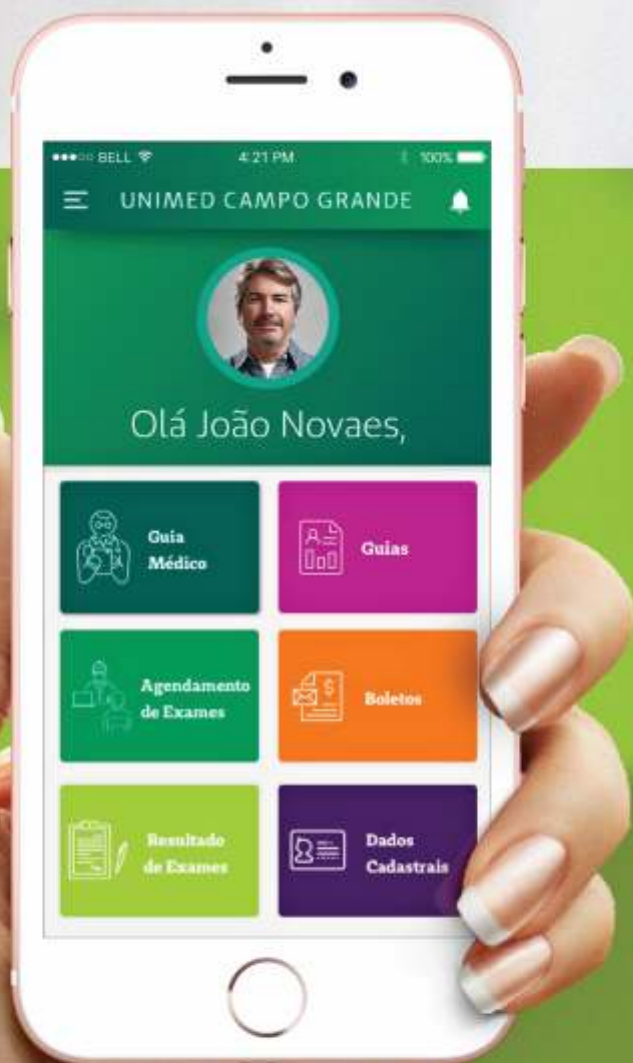 BELL 4:21 PM 100%
UNIMED CAMPO GRANDE
Olá João Novaes,
Guia
Médico
Guias
Agendamento
de Exames
Boletos
$
Resultado
de Exames
Dados
Cadastrais